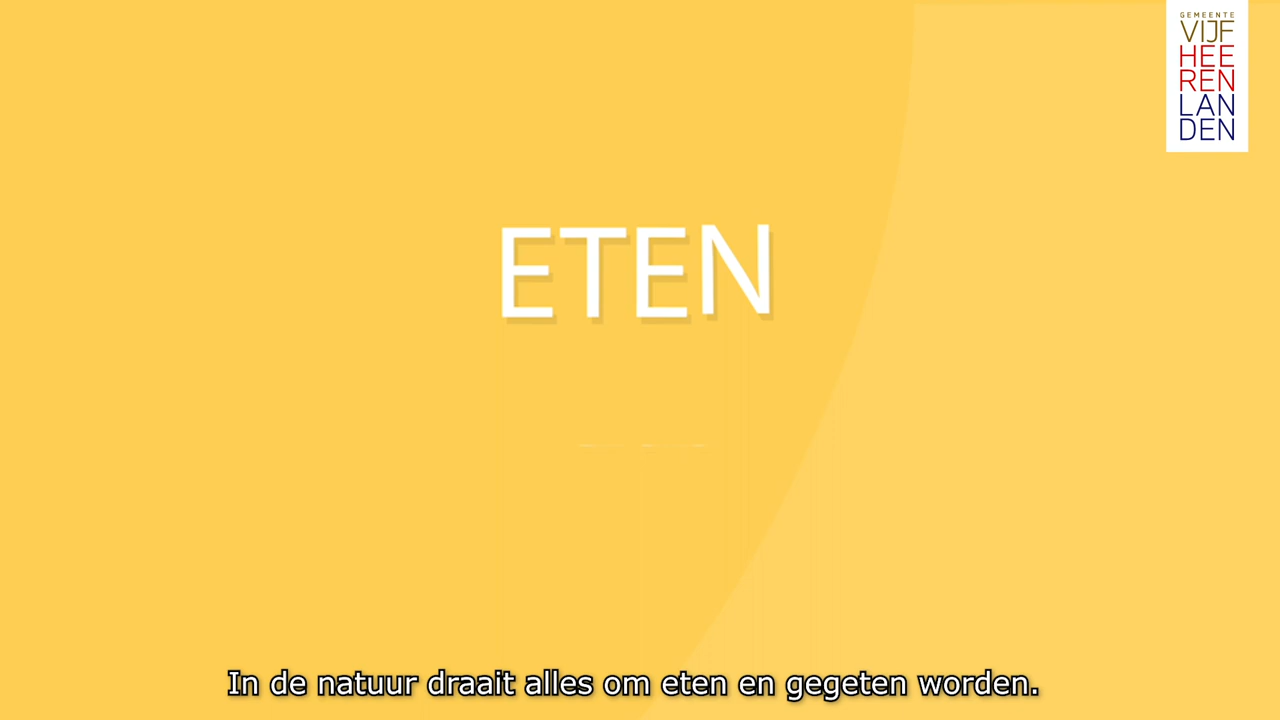 GEMEENTE
VIJF
HEE
REN
LAN
DEN
ETEN
In de natuur draait alles om eten en gegeten worden.